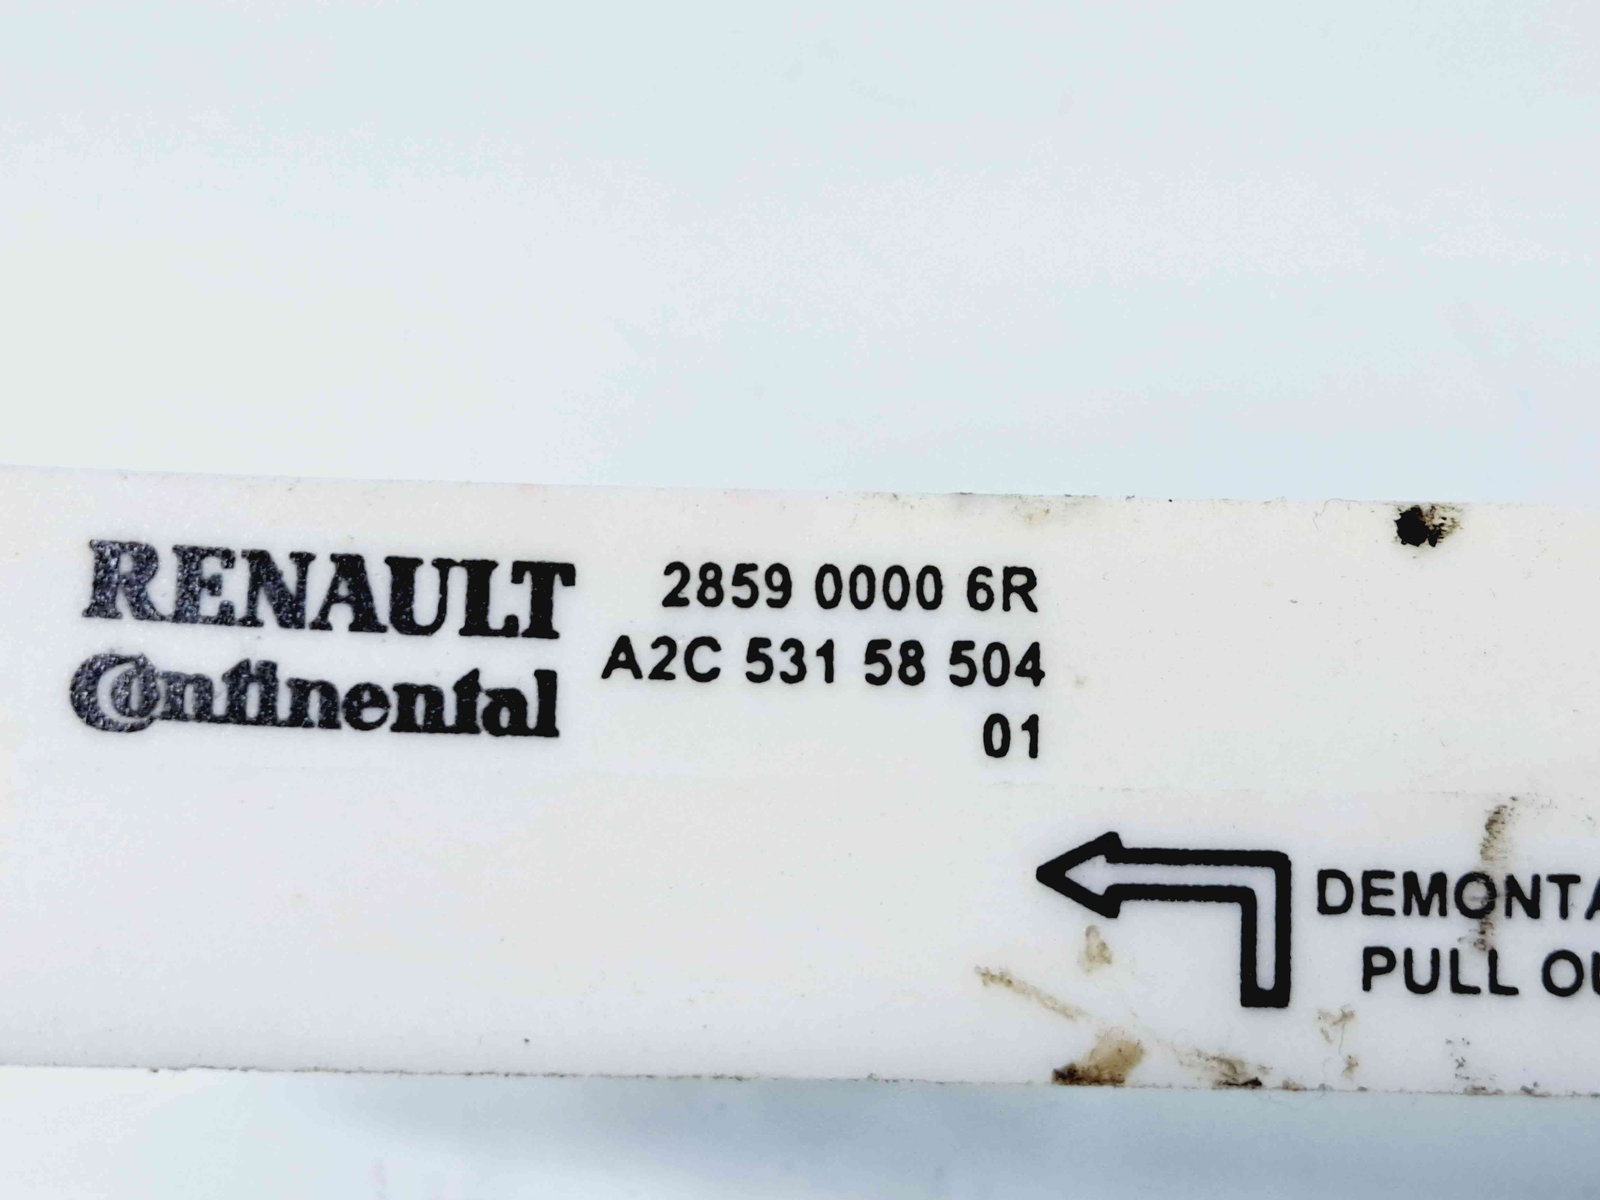 RENAULT
Continental
2859 0000 6R
A2C 531 58 504
01
DEMONTA
PULL OU